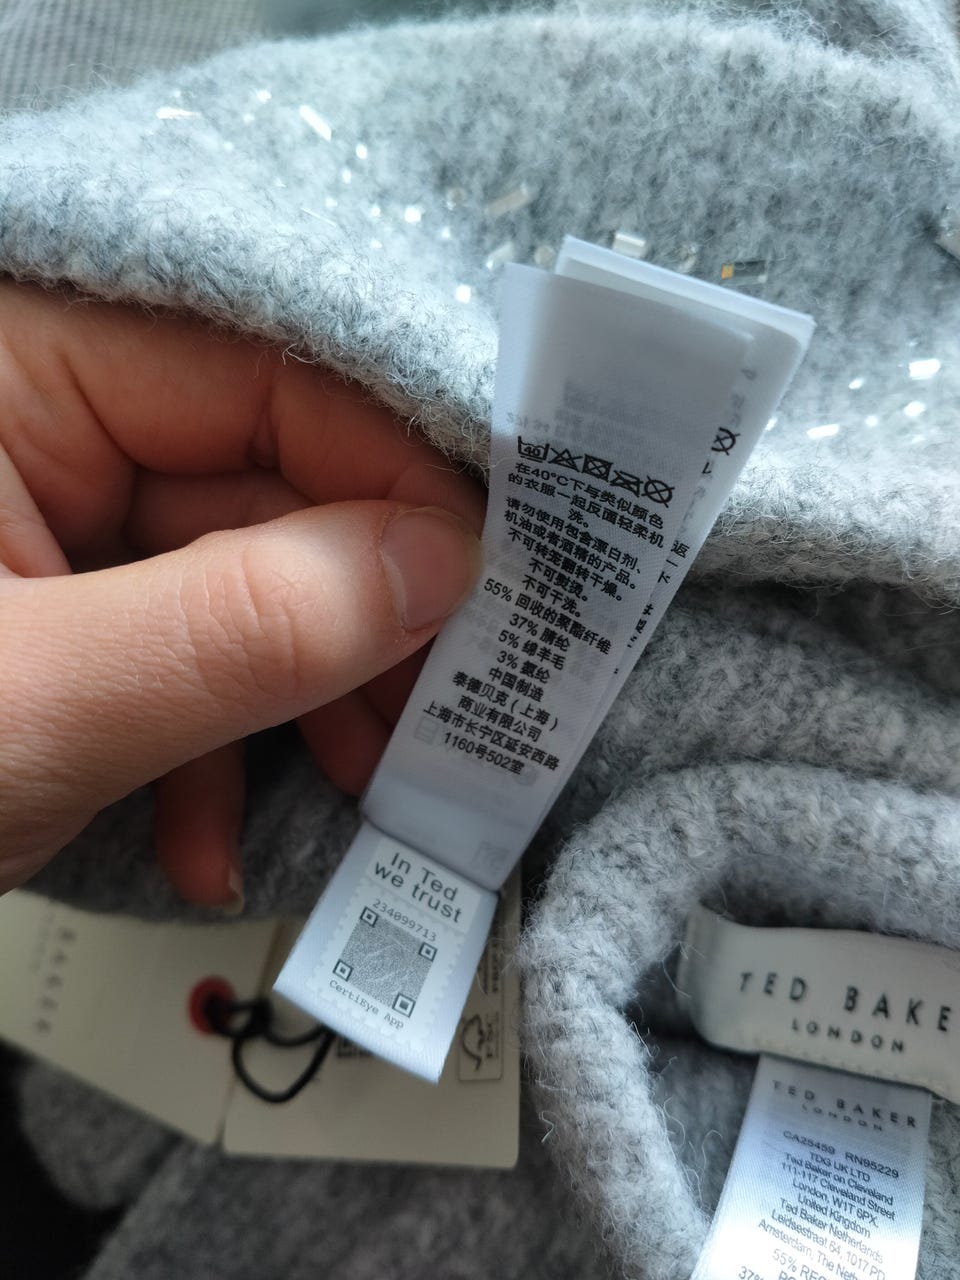 40
在40°C下与类似颜色
的衣服一起反面轻柔机
洗。
请勿使用包含漂白剂、
机油或者酒精的产品。
不可转笼翻转干燥。
不可熨烫。
不可干洗。
55% 回收的聚酯纤维
37% 腈纶
5% 绵羊毛
3% 氨纶
中国制造
泰德贝克（上海）
商业有限公司
上海市长宁区延安西路
1160号502室
In Ted
we trust
234099713
CertiEye App
TED BAKE
LONDON
TED BAKER
LONDON
CA25459 RN95229
TDG UK LTD
Ted Baker on Cleveland
111-117 Cleveland Street
London, W1T 6PX.
United Kingdom
Ted Baker Netherlands
Leidsestraat 64, 1017 PD
Amsterdam, The Neth
55% REC
37%